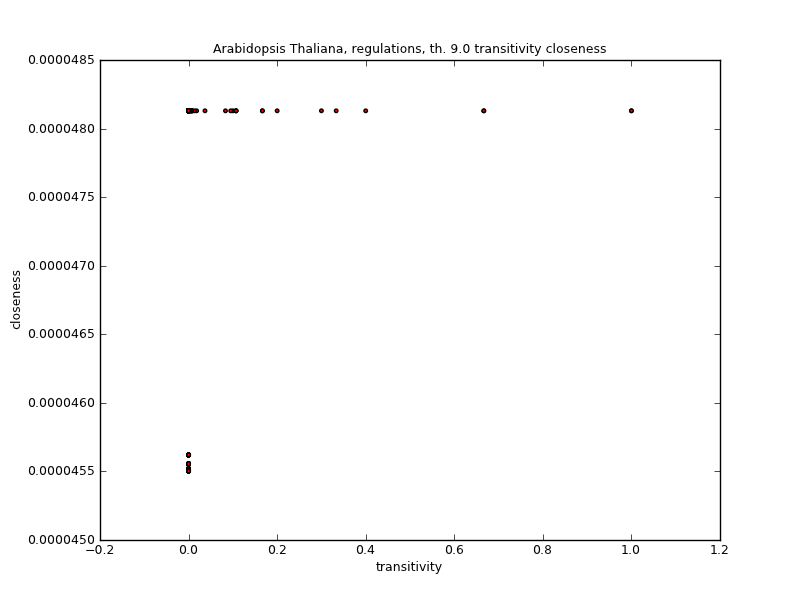 Arabidopsis Thaliana, regulations, th. 9.0 transitivity closeness
0.0000485
0.0000480
0.0000475
0.0000470
0.0000465
0.0000460
0.0000455
0.0000450
closeness
−0.2 0.0 0.2 0.4 0.6 0.8 1.0 1.2
transitivity